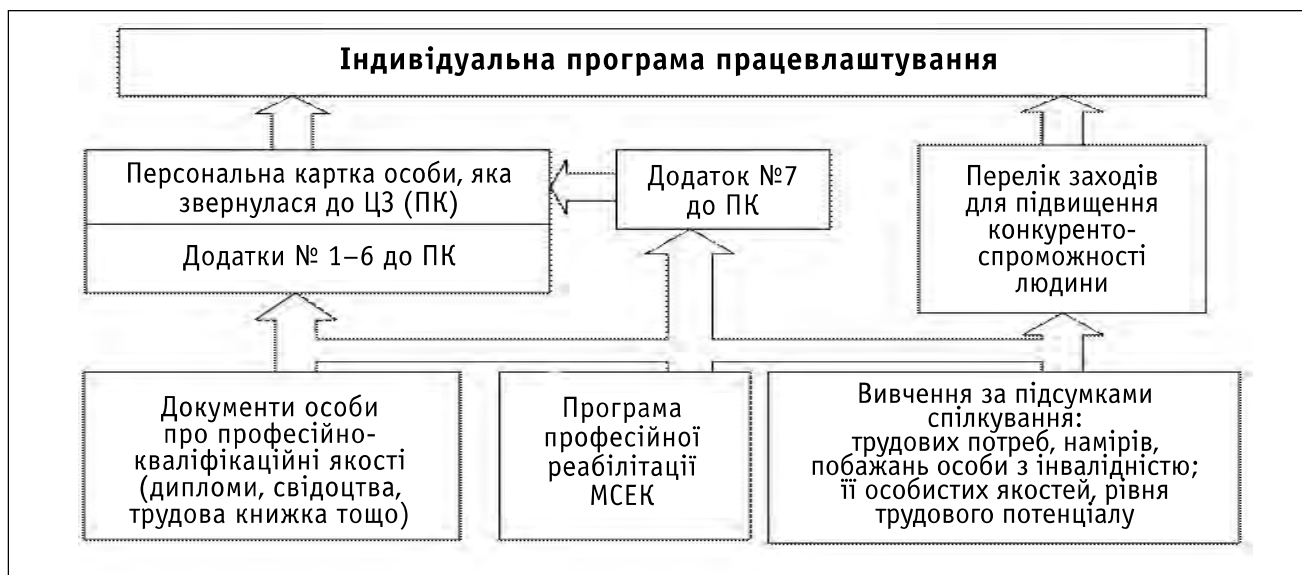 Індивідуальна програма працевлаштування
Персональна картка особи, яка
звернулася до ЦЗ (ПК)
Додатки № 1–6 до ПК
Додаток №7
до ПК
Перелік заходів
для підвищення
конкуренто-
спроможності
людини
Документи особи
про професійно-
кваліфікаційні якості
(дипломи, свідоцтва,
трудова книжка тощо)
Програма
професійної
реабілітації
МСЕК
Вивчення за підсумками
спілкування:
трудових потреб, намірів,
побажань особи з інвалідністю;
її особистих якостей, рівня
трудового потенціалу